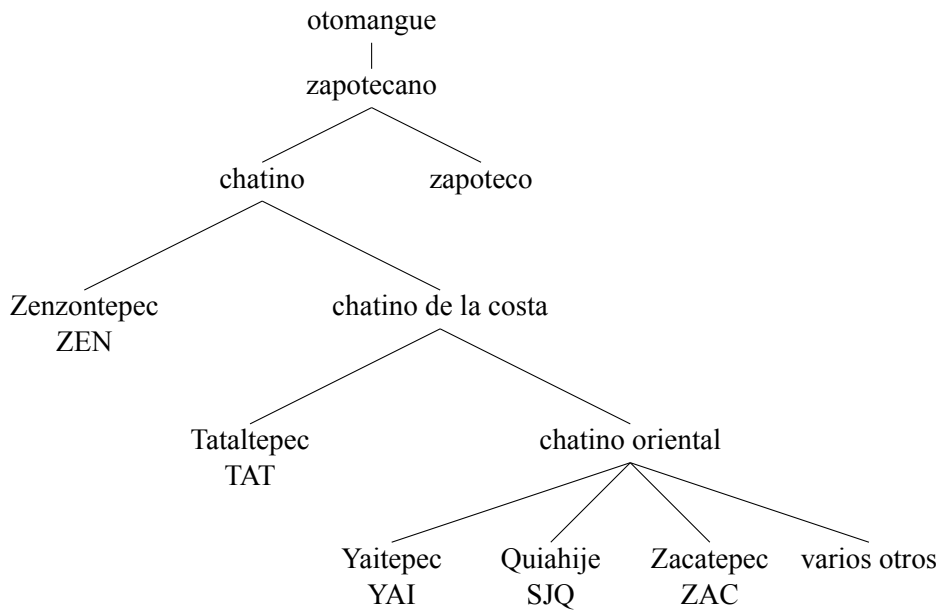 otomangue
zapotecano
chatino zapoteco
Zenzontepec chatino de la costa
ZEN
Tataltepec chatino oriental
TAT
Yaitepec Quiahije Zacatepec varios otros
YAI SJQ ZAC